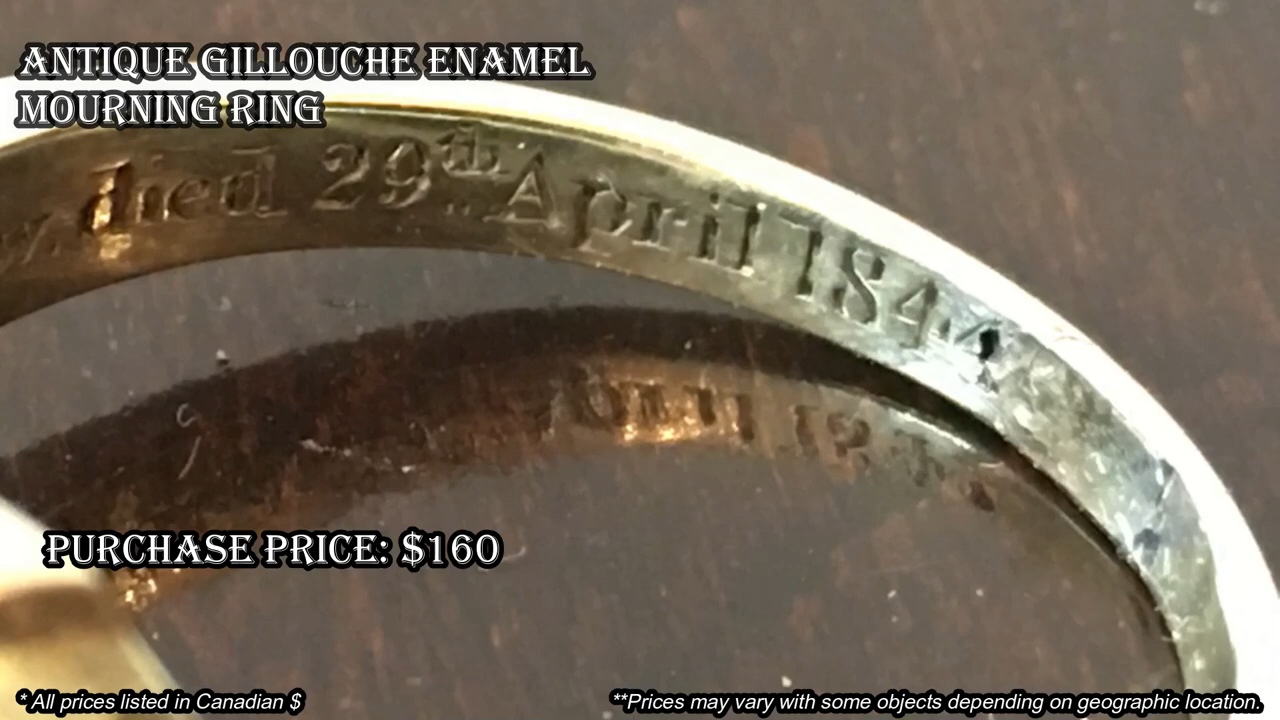 ANTIQUE GILLOUCHE ENAMEL
MOURNING RING
died 29th April 1844
PURCHASE PRICE: $160
* All prices listed in Canadian $
**Prices may vary with some objects depending on geographic location.